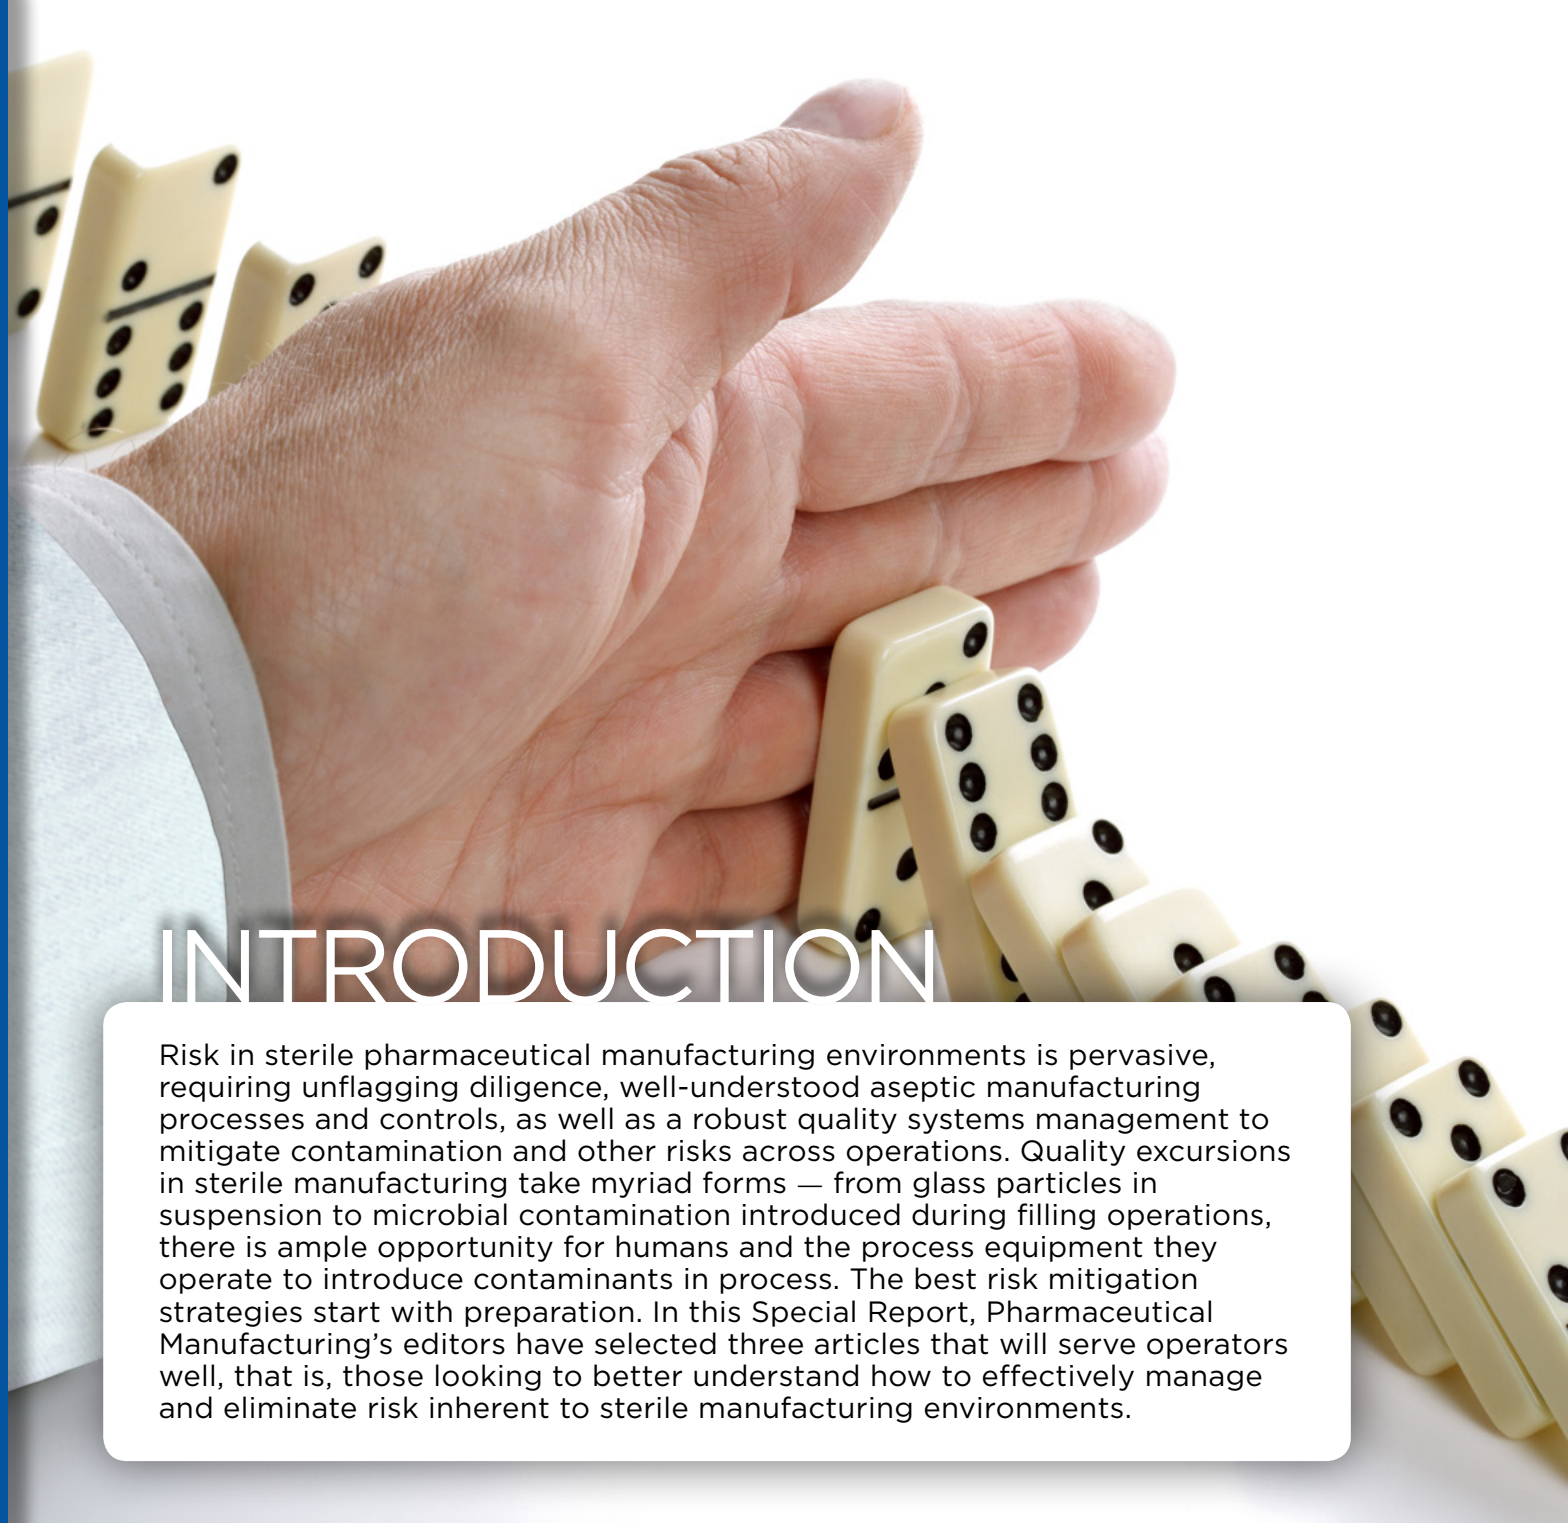 INTRODUCTION
Risk in sterile pharmaceutical manufacturing environments is pervasive,
requiring unflagging diligence, well-understood aseptic manufacturing
processes and controls, as well as a robust quality systems management to
mitigate contamination and other risks across operations. Quality excursions
in sterile manufacturing take myriad forms — from glass particles in
suspension to microbial contamination introduced during filling operations,
there is ample opportunity for humans and the process equipment they
operate to introduce contaminants in process. The best risk mitigation
strategies start with preparation. In this Special Report, Pharmaceutical
Manufacturing’s editors have selected three articles that will serve operators
well, that is, those looking to better understand how to effectively manage
and eliminate risk inherent to sterile manufacturing environments.